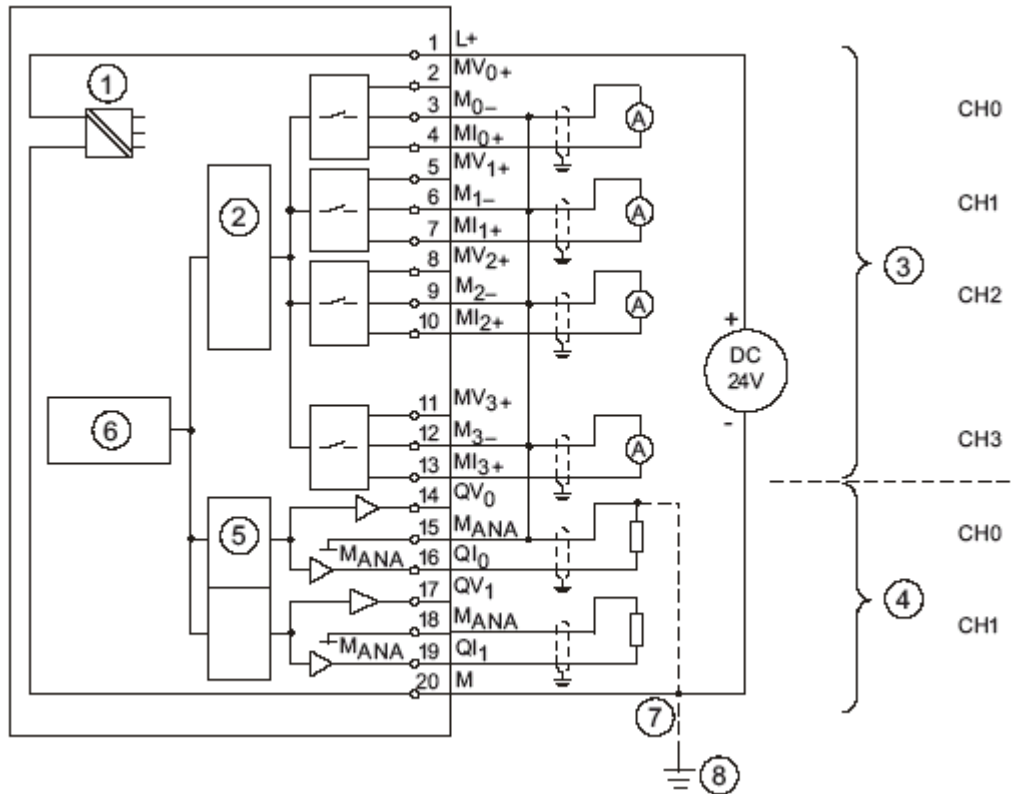 1 L+
①
2 MV0+
3 M0–
4 MI0+
A
CH0
5 MV1+
6 M1–
7 MI1+
A
CH1
②
8 MV2+
9 M2–
10 MI2+
A
③
CH2
+
DC
24V
-
⑥
11 MV3+
12 M3–
13 MI3+
A
CH3
14 QV0
⑤
15 MANA
MANA 16 QI0
CH0
17 QV1
④
18 MANA
MANA 19 QI1
CH1
20 M
⑦
⑧